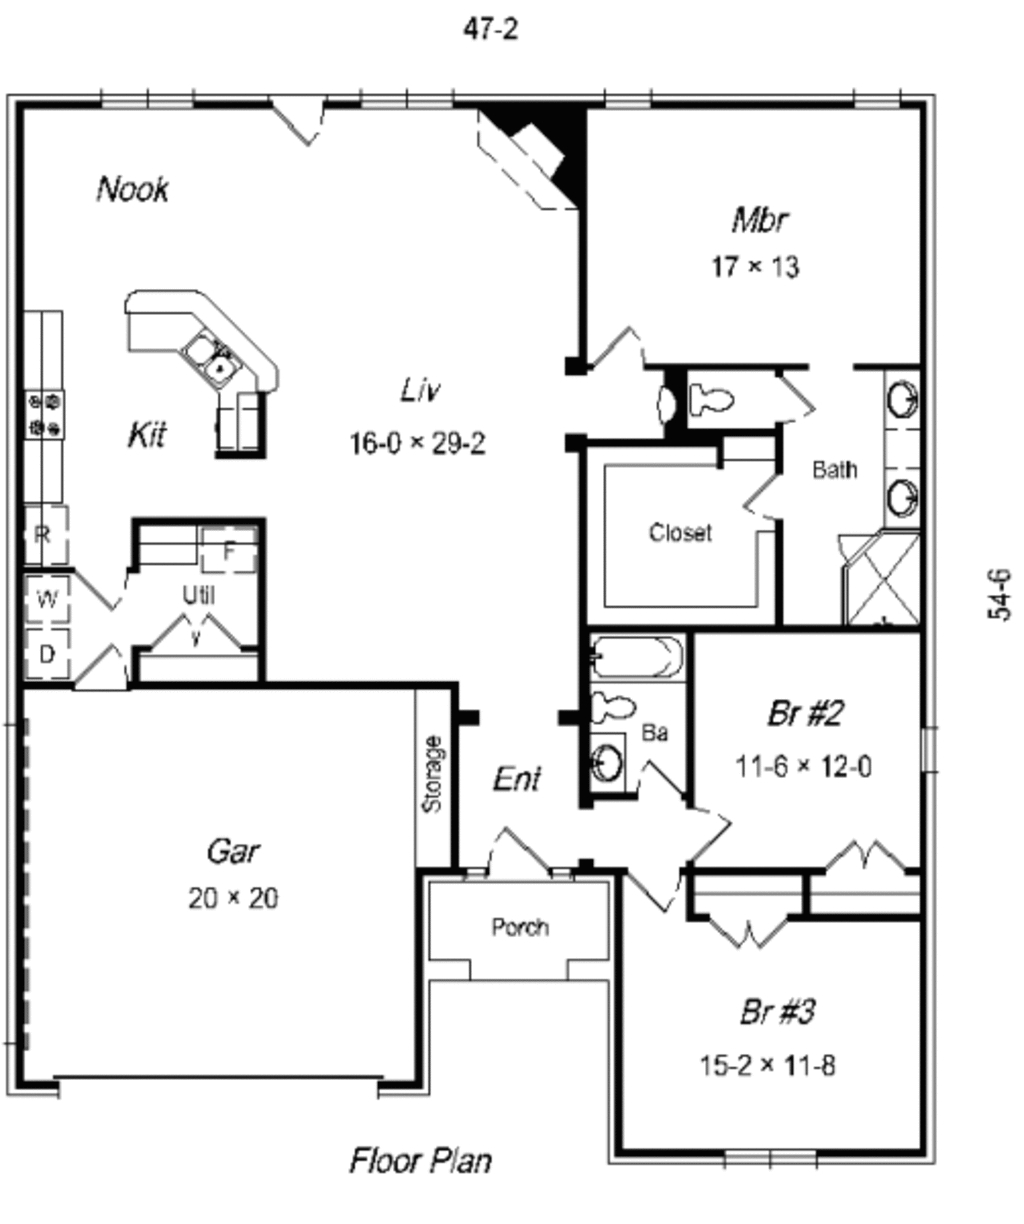 47-2
Nook
Mbr
17 × 13
Liv
16-0 × 29-2
Kit
Bath
R
F
Closet
W
Util
54-6
D
Br #2
11-6 × 12-0
Ba
Storage
Ent
Gar
20 × 20
Porch
Br #3
15-2 × 11-8
Floor Plan